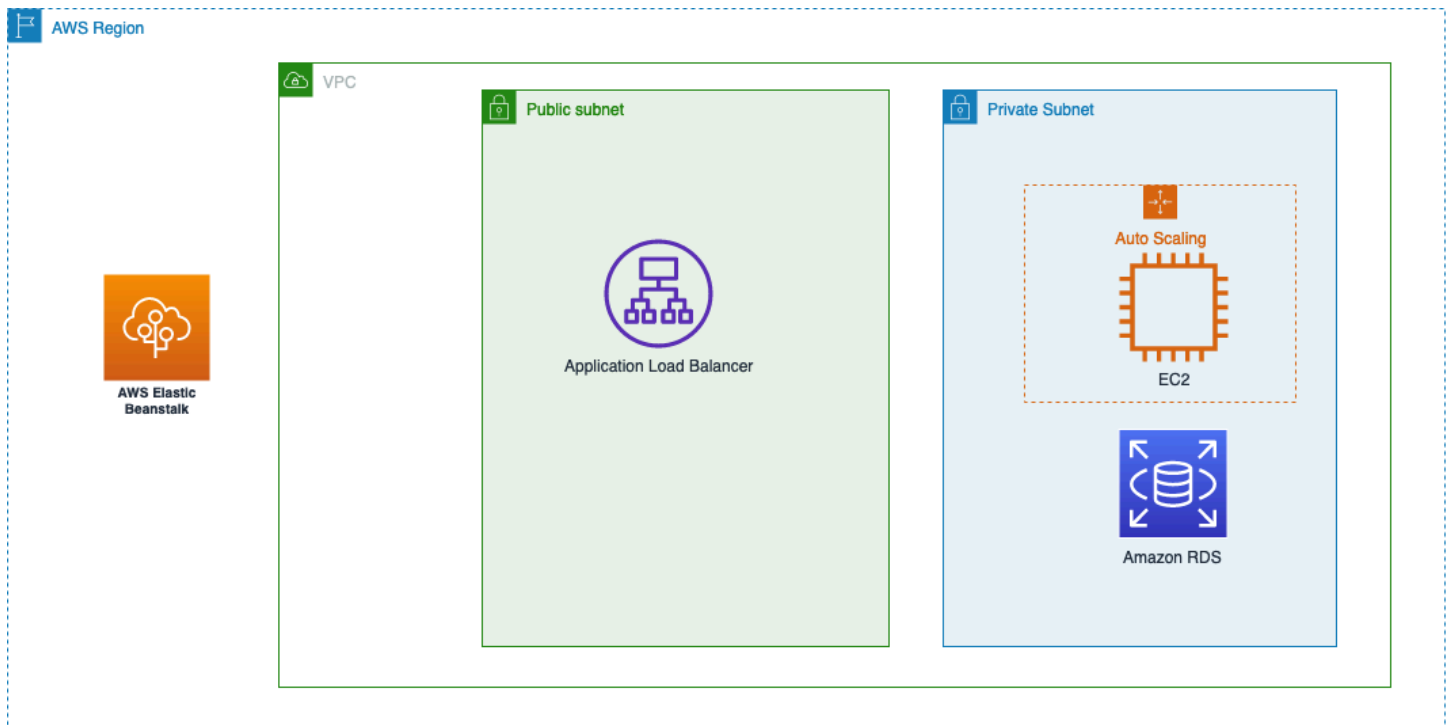 AWS Region
VPC
Public subnet
Private Subnet
Auto Scaling
Application Load Balancer
EC2
AWS Elastic
Beanstalk
Amazon RDS